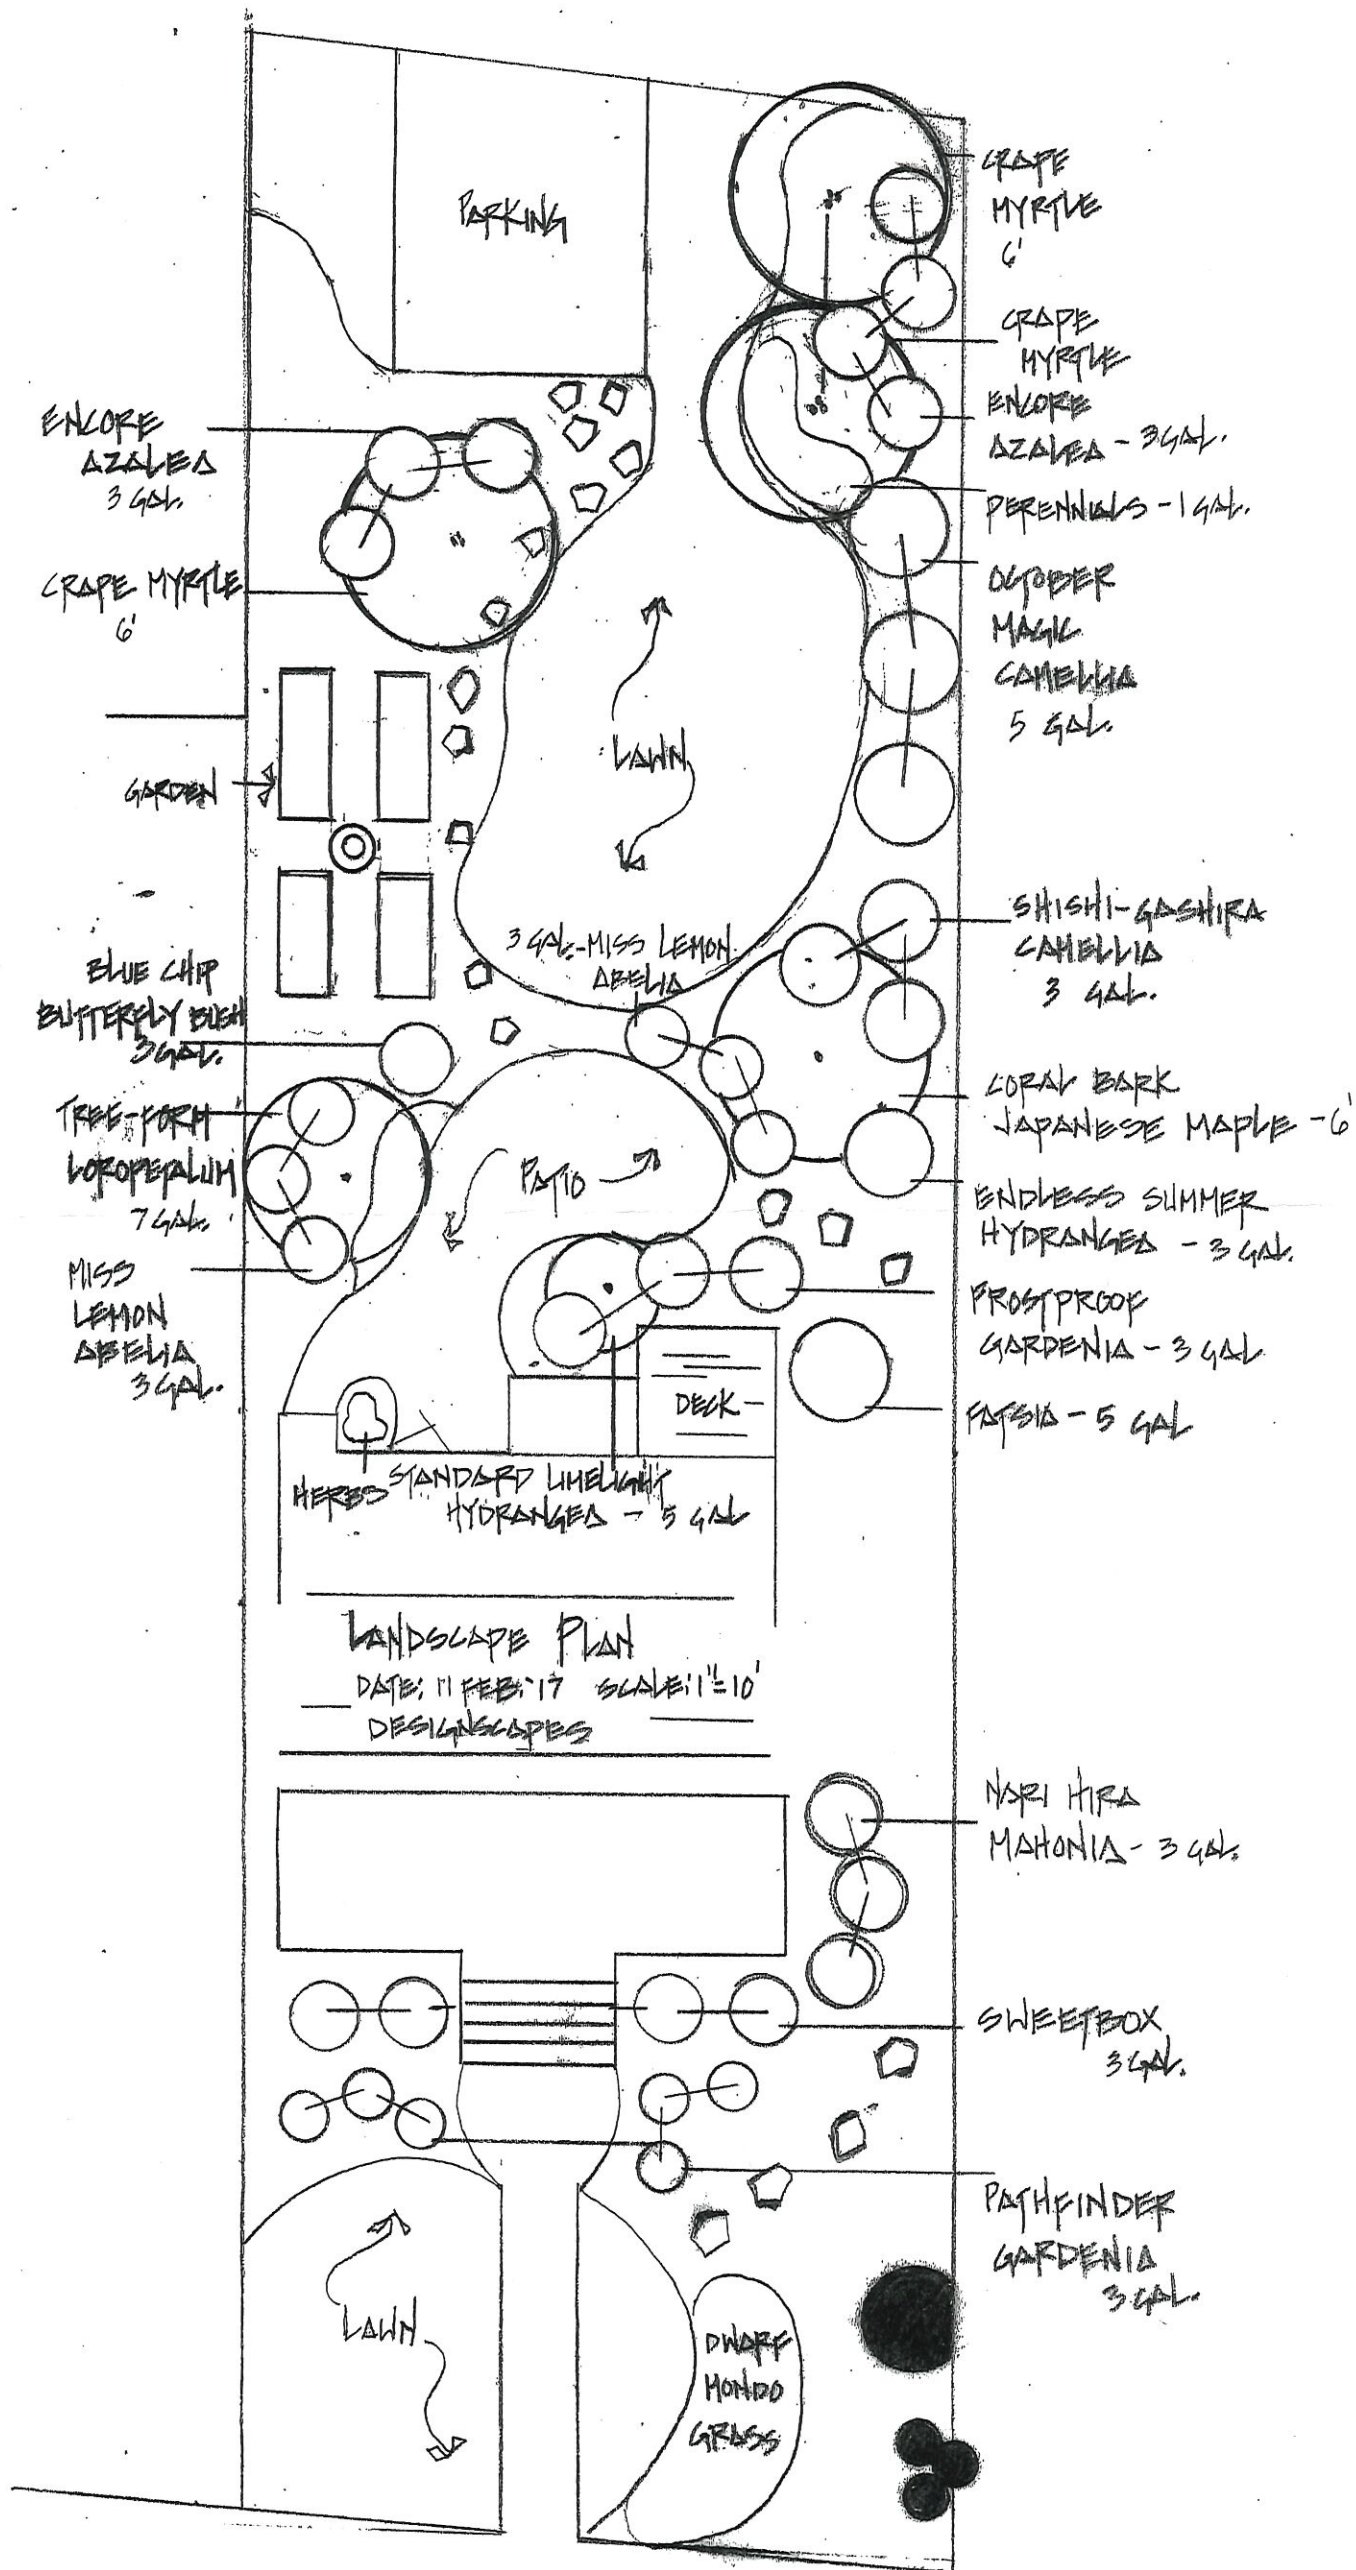 PARKING
CRAPE
MYRTLE
6'
CRAPE
MYRTLE
ENCORE
AZALEA - 3 GAL.
PERENNIALS - 1 GAL.
OCTOBER
MAGIC
CAMELLIA
5 GAL.
ENCORE
AZALEA
3 GAL.
CRAPE MYRTLE
6'
LAWN
GARDEN
3 GAL.-MISS LEMON
ABELIA
SHISHI-GASHIRA
CAMELLIA
3 GAL.
BLUE CHIP
BUTTERFLY BUSH
3 GAL.
TREE-FORM
LOROPETALUM
7 GAL.
MISS
LEMON
ABELIA
3 GAL.
PATIO
CORAL BARK
JAPANESE MAPLE - 6'
ENDLESS SUMMER
HYDRANGEA - 3 GAL.
FROSTPROOF
GARDENIA - 3 GAL
FATSIA - 5 GAL
DECK
HERBS
STANDARD LIMELIGHT
HYDRANGEA - 5 GAL
LANDSCAPE PLAN
DATE: 11 FEB. '17 SCALE: 1"=10'
DESIGNSCAPES
NARI HIRA
MAHONIA - 3 GAL.
SWEETBOX
3 GAL.
PATHFINDER
GARDENIA
3 GAL.
LAWN
DWARF
MONDO
GRASS